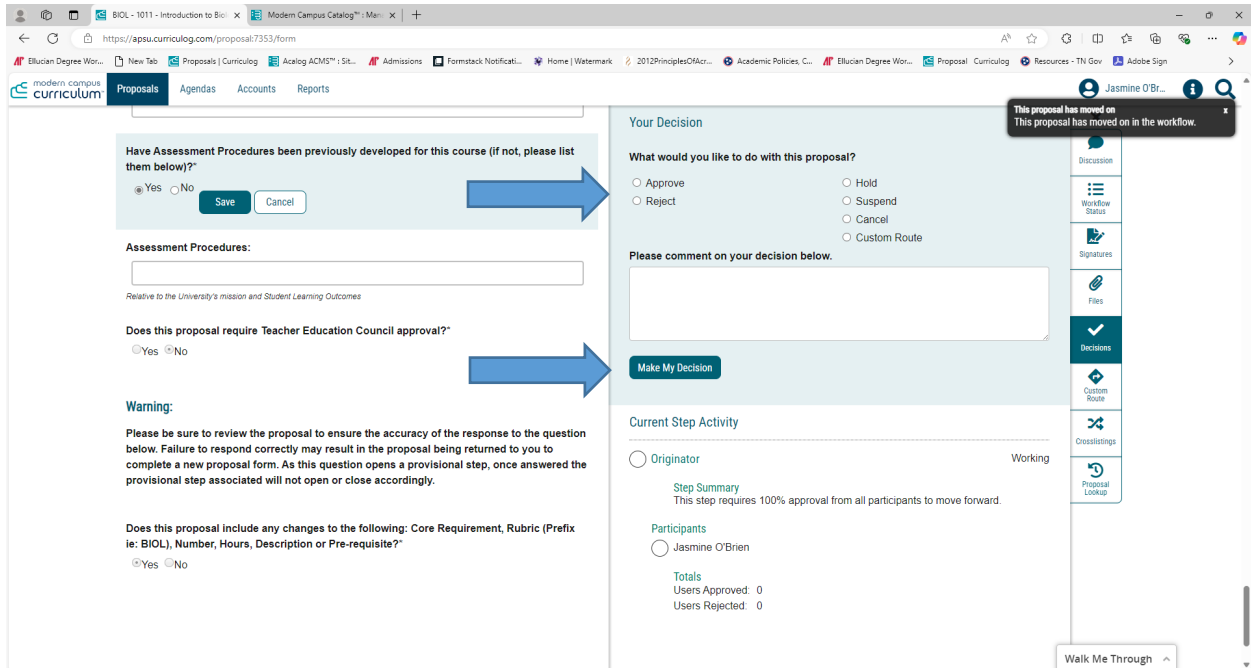 BIOL - 1011 - Introduction to Biol
Modern Campus Catalog™ : Mana
https://apsu.curriculog.com/proposal:7353/form
Ellucian Degree Wor...
New Tab
Proposals | Curriculog
Acalog ACMS™ : Sit...
Admissions
Formstack Notificati...
Home | Watermark
2012PrinciplesOfAcr...
Academic Policies, C...
Ellucian Degree Wor...
Proposal Curriculog
Resources - TN Gov
Adobe Sign
modern campus
curriculum™
Proposals
Agendas
Accounts
Reports
Jasmine O'Br...
This proposal has moved on
x
This proposal has moved on in the workflow.
Have Assessment Procedures been previously developed for this course (if not, please list
them below)?*
Yes No
Save
Cancel
Assessment Procedures:
Relative to the University's mission and Student Learning Outcomes
Does this proposal require Teacher Education Council approval?*
Yes No
Warning:
Please be sure to review the proposal to ensure the accuracy of the response to the question
below. Failure to respond correctly may result in the proposal being returned to you to
complete a new proposal form. As this question opens a provisional step, once answered the
provisional step associated will not open or close accordingly.
Does this proposal include any changes to the following: Core Requirement, Rubric (Prefix
ie: BIOL), Number, Hours, Description or Pre-requisite?*
Yes No
Your Decision
What would you like to do with this proposal?
Approve
Hold
Reject
Suspend
Cancel
Custom Route
Please comment on your decision below.
Make My Decision
Current Step Activity
Originator
Working
Step Summary
This step requires 100% approval from all participants to move forward.
Participants
Jasmine O'Brien
Totals
Users Approved: 0
Users Rejected: 0
Discussion
Workflow
Status
Signatures
Files
Decisions
Custom
Route
Crosslistings
Proposal
Lookup
Walk Me Through